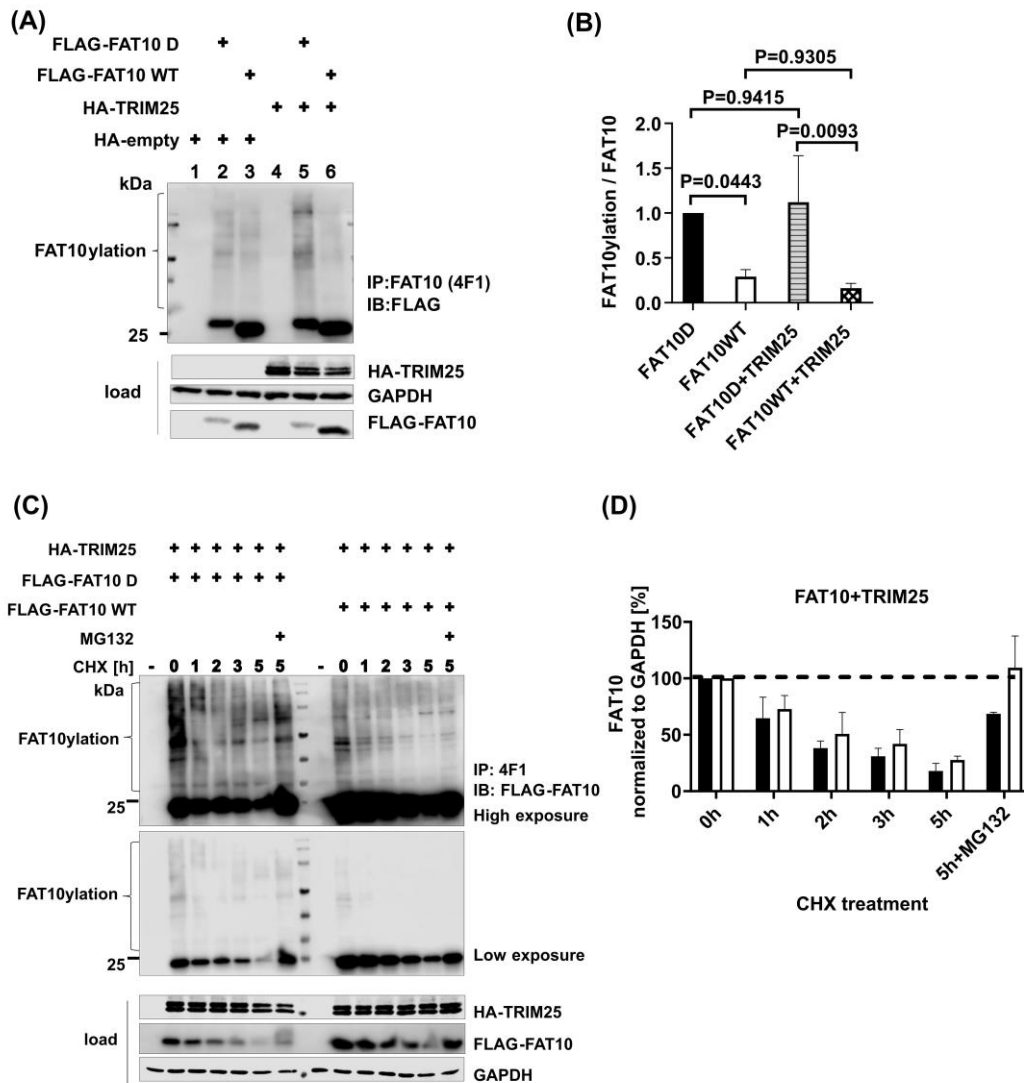 (A)
FLAG-FAT10 D + +
FLAG-FAT10 WT + +
HA-TRIM25 + + +
HA-empty + + +
1 2 3 4 5 6
kDa
FAT10ylation
IP:FAT10 (4F1)
IB:FLAG
25
load
HA-TRIM25
GAPDH
FLAG-FAT10
(B)
P=0.9305
P=0.9415
P=0.0093
P=0.0443
FAT10ylation / FAT10
2.0
1.5
1.0
0.5
0.0
FAT10D
FAT10WT
FAT10D+TRIM25
FAT10WT+TRIM25
(C)
HA-TRIM25 + + + + + + + + + + + +
FLAG-FAT10 D + + + + + +
FLAG-FAT10 WT + + + + + +
MG132 + +
CHX [h] - 0 1 2 3 5 5 - 0 1 2 3 5 5
kDa
FAT10ylation
IP: 4F1
IB: FLAG-FAT10
25
High exposure
FAT10ylation
25
Low exposure
load
HA-TRIM25
FLAG-FAT10
GAPDH
(D)
FAT10+TRIM25
FAT10
normalized to GAPDH [%]
150
100
50
0
0h
1h
2h
3h
5h
5h+MG132
CHX treatment